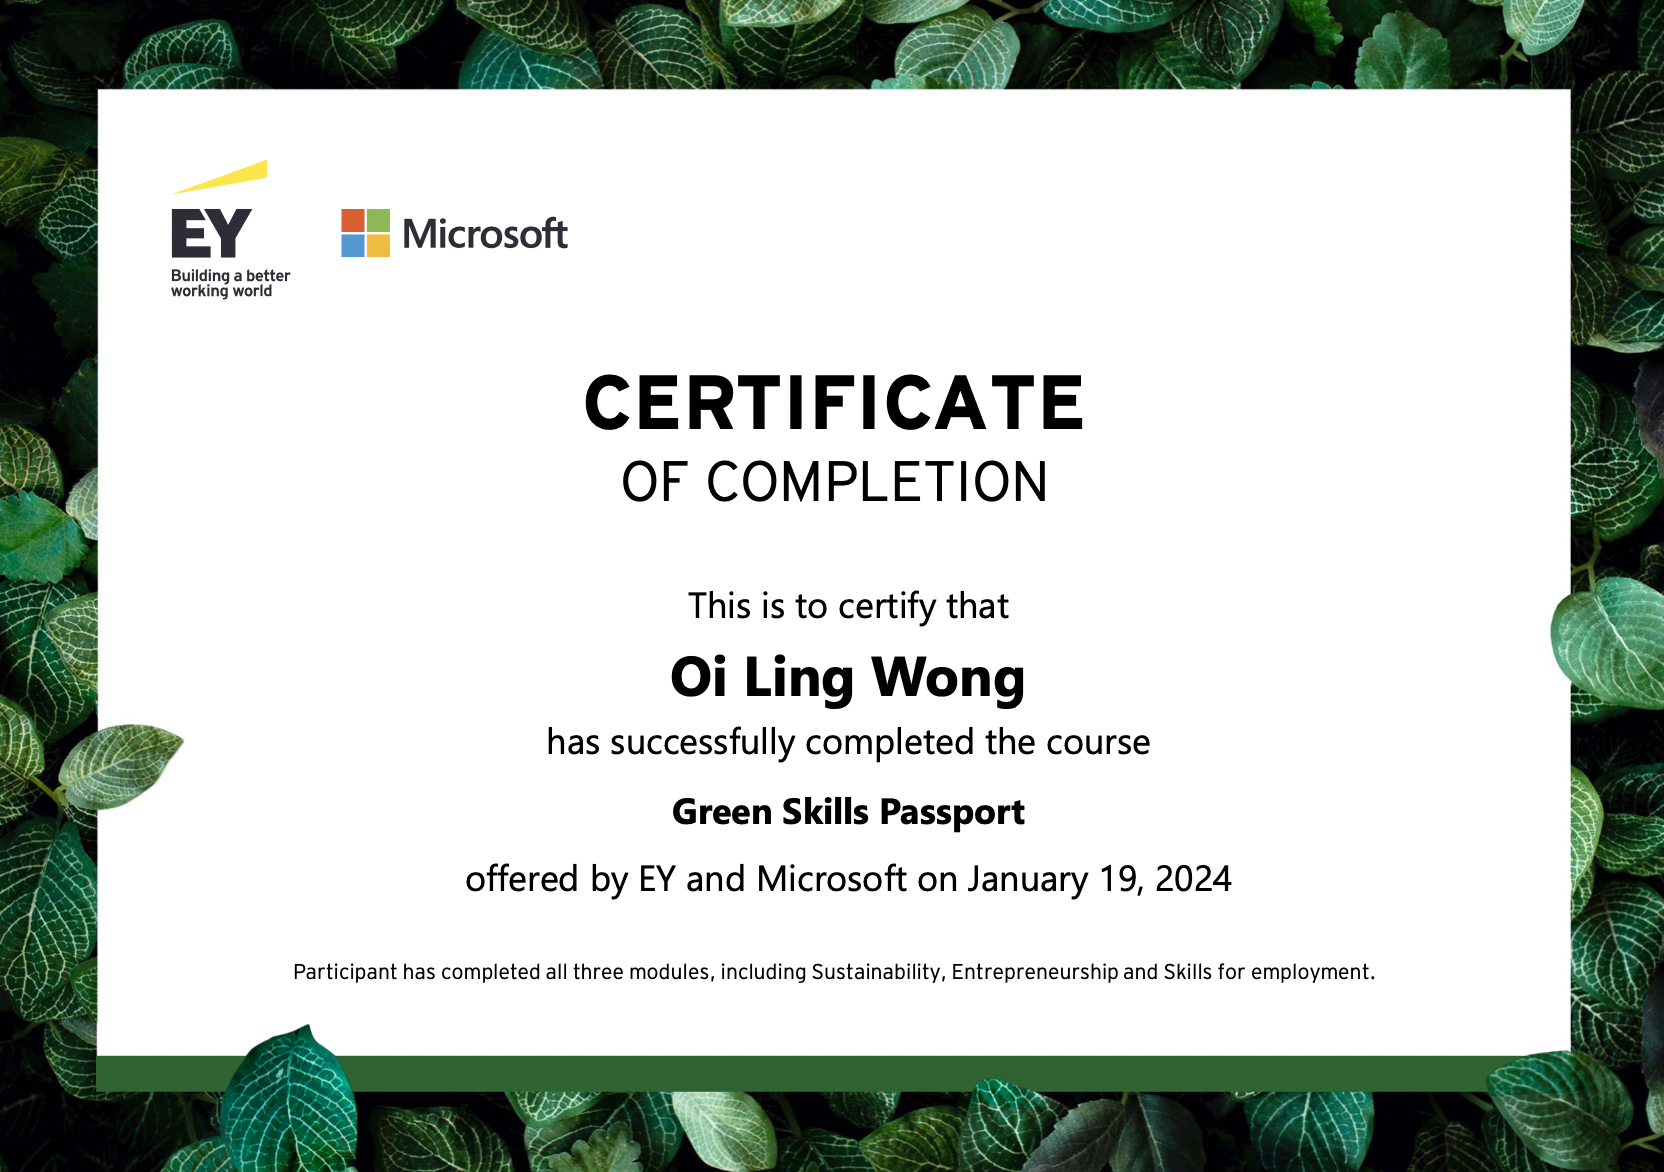 EY
Building a better
working world
Microsoft
CERTIFICATE
OF COMPLETION
This is to certify that
Oi Ling Wong
has successfully completed the course
Green Skills Passport
offered by EY and Microsoft on January 19, 2024
Participant has completed all three modules, including Sustainability, Entrepreneurship and Skills for employment.